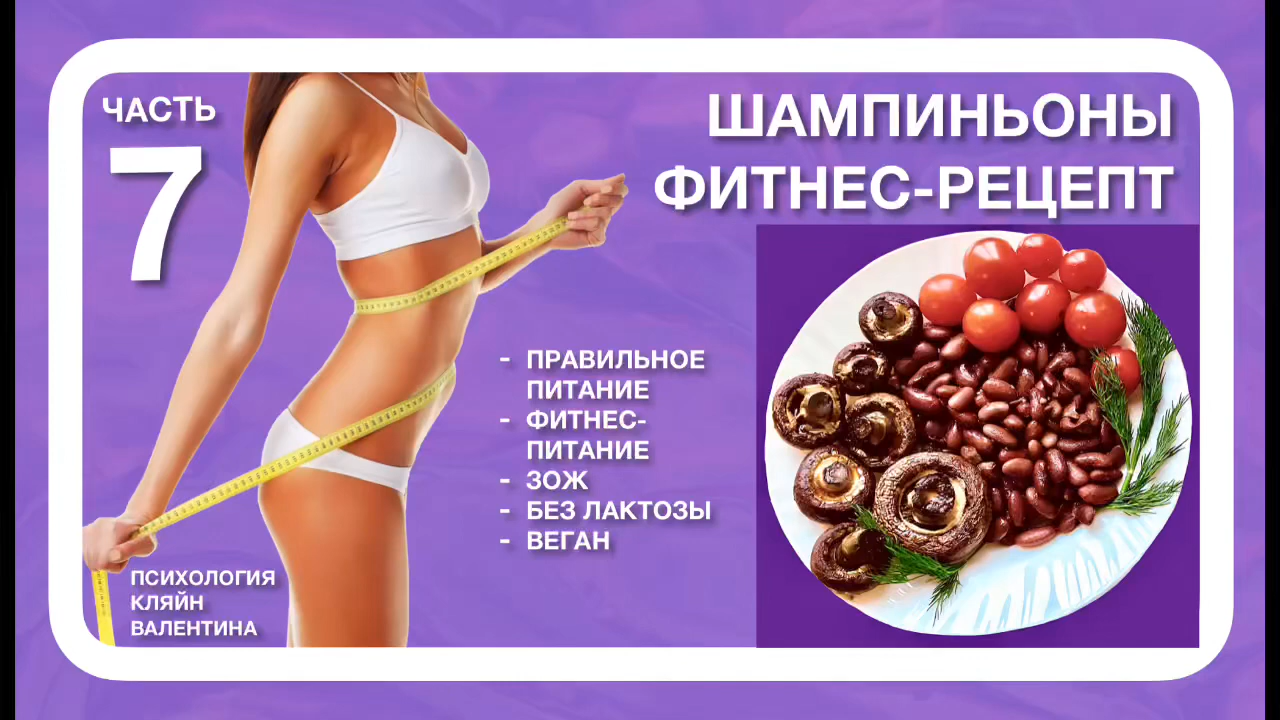 ЧАСТЬ
7
ШАМПИНЬОНЫ
ФИТНЕС-РЕЦЕПТ
- ПРАВИЛЬНОЕ
ПИТАНИЕ
- ФИТНЕС-
ПИТАНИЕ
- ЗОЖ
- БЕЗ ЛАКТОЗЫ
- ВЕГАН
ПСИХОЛОГИЯ
КЛЯЙН
ВАЛЕНТИНА